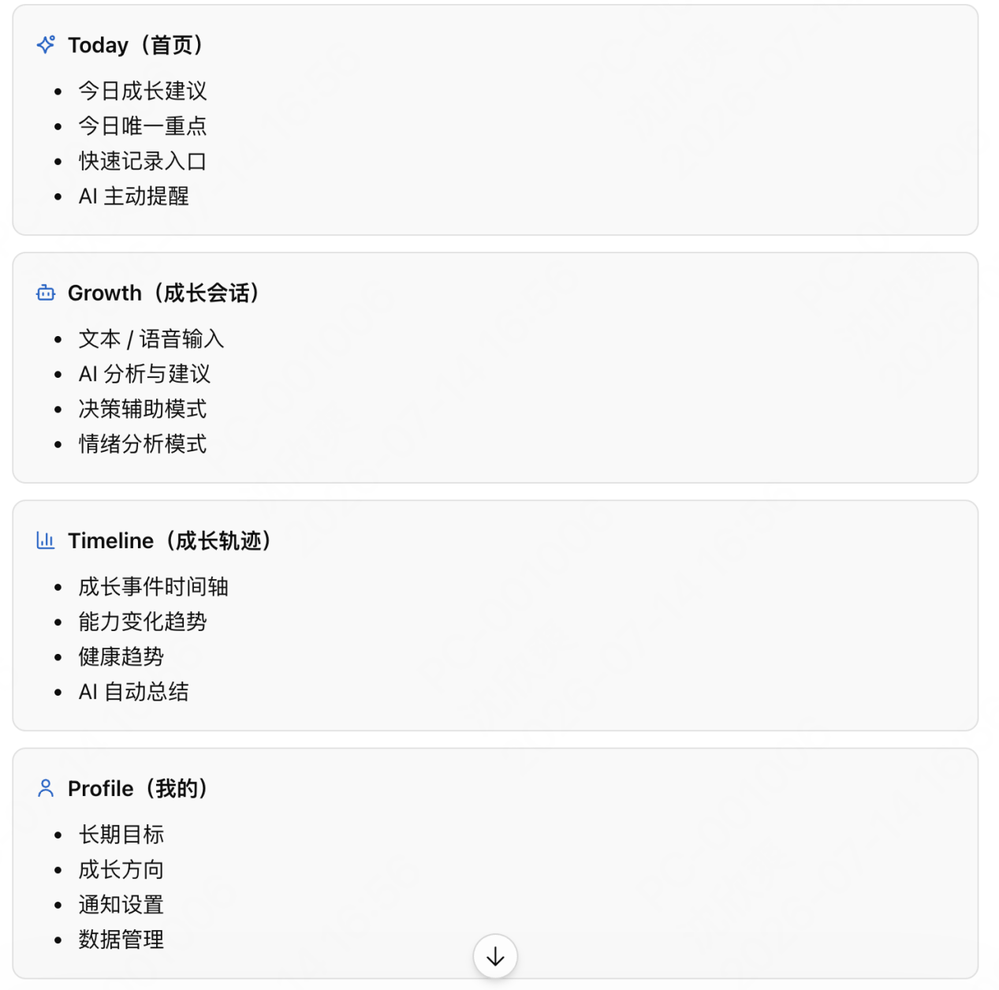 Today（首页）
今日成长建议
今日唯一重点
快速记录入口
AI 主动提醒
Growth（成长会话）
文本 / 语音输入
AI 分析与建议
决策辅助模式
情绪分析模式
Timeline（成长轨迹）
成长事件时间轴
能力变化趋势
健康趋势
AI 自动总结
Profile（我的）
长期目标
成长方向
通知设置
数据管理